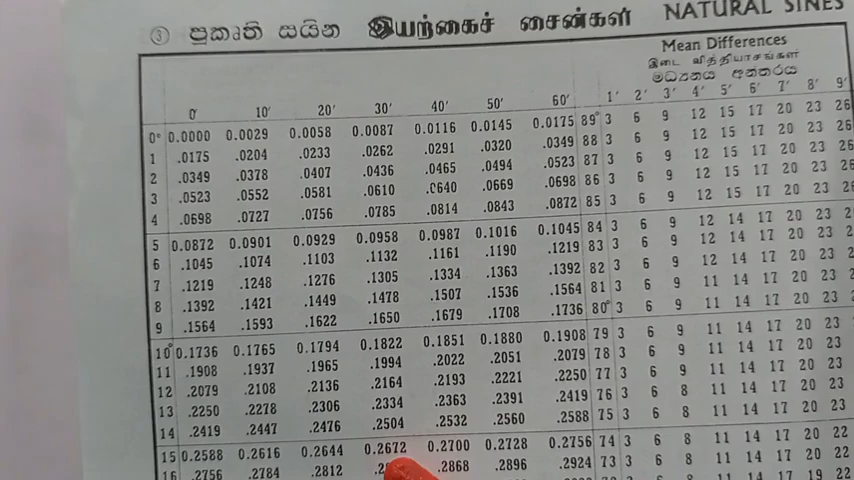 ③ ප්‍රකෘති සයින இயற்கைச் சைன்கள் NATURAL SINES
Mean Differences
இடை வித்தியாசங்கள்
මධ්‍යන්‍ය අන්තරය
0′ 10′ 20′ 30′ 40′ 50′ 60′ 1′ 2′ 3′ 4′ 5′ 6′ 7′ 8′ 9′
0° 0.0000 0.0029 0.0058 0.0087 0.0116 0.0145 0.0175 89° 3 6 9 12 15 17 20 23 26
1 .0175 .0204 .0233 .0262 .0291 .0320 .0349 88 3 6 9 12 15 17 20 23 26
2 .0349 .0378 .0407 .0436 .0465 .0494 .0523 87 3 6 9 12 15 17 20 23 26
3 .0523 .0552 .0581 .0610 .0640 .0669 .0698 86 3 6 9 12 15 17 20 23 26
4 .0698 .0727 .0756 .0785 .0814 .0843 .0872 85 3 6 9 12 15 17 20 23 26
5 0.0872 0.0901 0.0929 0.0958 0.0987 0.1016 0.1045 84 3 6 9 12 14 17 20 23
6 .1045 .1074 .1103 .1132 .1161 .1190 .1219 83 3 6 9 12 14 17 20 23
7 .1219 .1248 .1276 .1305 .1334 .1363 .1392 82 3 6 9 12 14 17 20 23
8 .1392 .1421 .1449 .1478 .1507 .1536 .1564 81 3 6 9 11 14 17 20 23
9 .1564 .1593 .1622 .1650 .1679 .1708 .1736 80° 3 6 9 11 14 17 20 23
10° 0.1736 0.1765 0.1794 0.1822 0.1851 0.1880 0.1908 79 3 6 9 11 14 17 20 23
11 .1908 .1937 .1965 .1994 .2022 .2051 .2079 78 3 6 9 11 14 17 20 23
12 .2079 .2108 .2136 .2164 .2193 .2221 .2250 77 3 6 9 11 14 17 20 23
13 .2250 .2278 .2306 .2334 .2363 .2391 .2419 76 3 6 8 11 14 17 20 23
14 .2419 .2447 .2476 .2504 .2532 .2560 .2588 75 3 6 8 11 14 17 20 23
15 0.2588 0.2616 0.2644 0.2672 0.2700 0.2728 0.2756 74 3 6 8 11 14 17 20 22
16 .2756 .2784 .2812 .2868 .2896 .2924 73 3 6 8 11 14 17 20 22